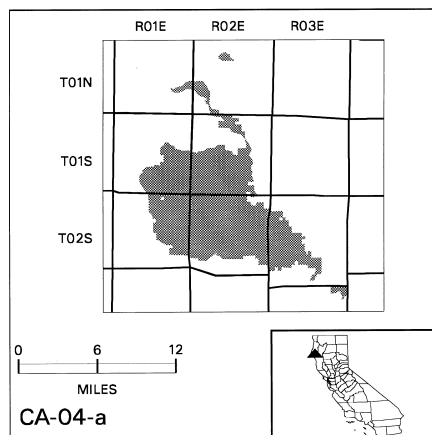 R01E R02E R03E
T01N
T01S
T02S
0 6 12
MILES
CA-04-a